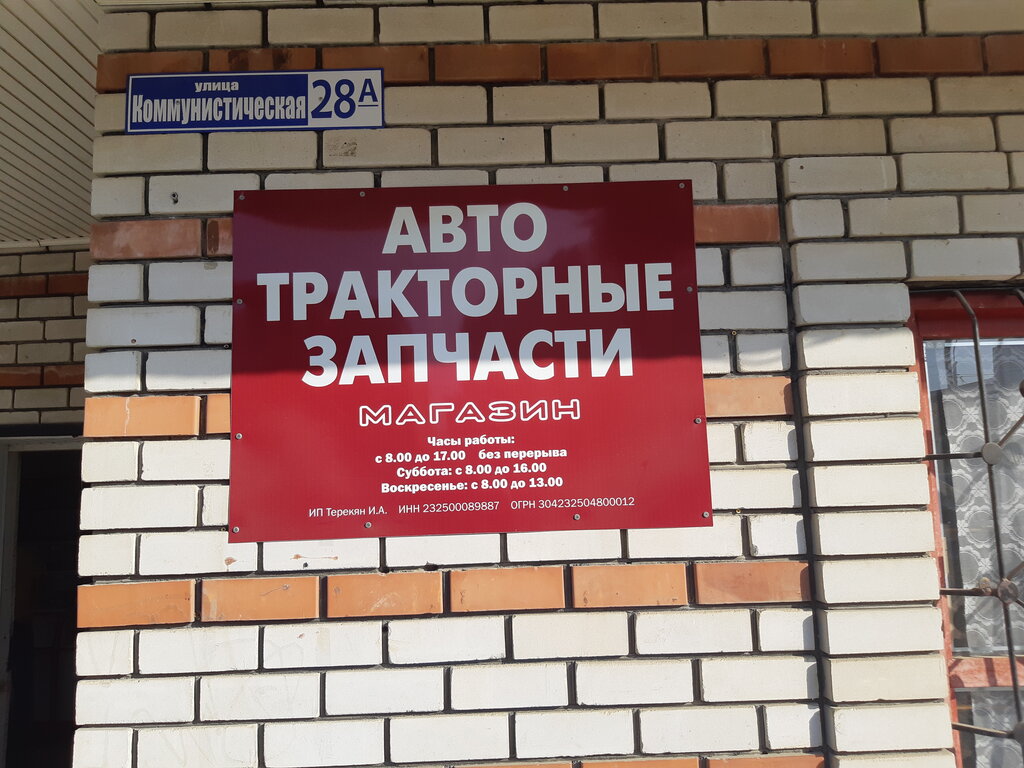 улица
Коммунистическая 28А
АВТО
ТРАКТОРНЫЕ
ЗАПЧАСТИ
МАГАЗИН
Часы работы:
с 8.00 до 17.00 без перерыва
Суббота: с 8.00 до 16.00
Воскресенье: с 8.00 до 13.00
ИП Терекян И.А. ИНН 232500089887 ОГРН 304232504800012